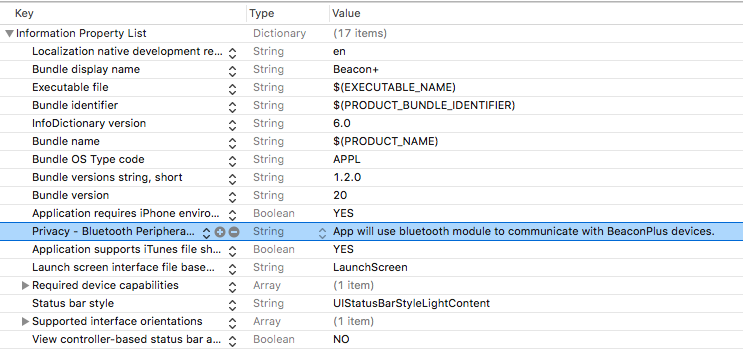 Key Type Value
Information Property List Dictionary (17 items)
Localization native development re... String en
Bundle display name String Beacon+
Executable file String $(EXECUTABLE_NAME)
Bundle identifier String $(PRODUCT_BUNDLE_IDENTIFIER)
InfoDictionary version String 6.0
Bundle name String $(PRODUCT_NAME)
Bundle OS Type code String APPL
Bundle versions string, short String 1.2.0
Bundle version String 20
Application requires iPhone enviro... Boolean YES
Privacy - Bluetooth Periphera... String App will use bluetooth module to communicate with BeaconPlus devices.
Application supports iTunes file sh... Boolean YES
Launch screen interface file base... String LaunchScreen
Required device capabilities Array (1 item)
Status bar style String UIStatusBarStyleLightContent
Supported interface orientations Array (1 item)
View controller-based status bar a... Boolean NO